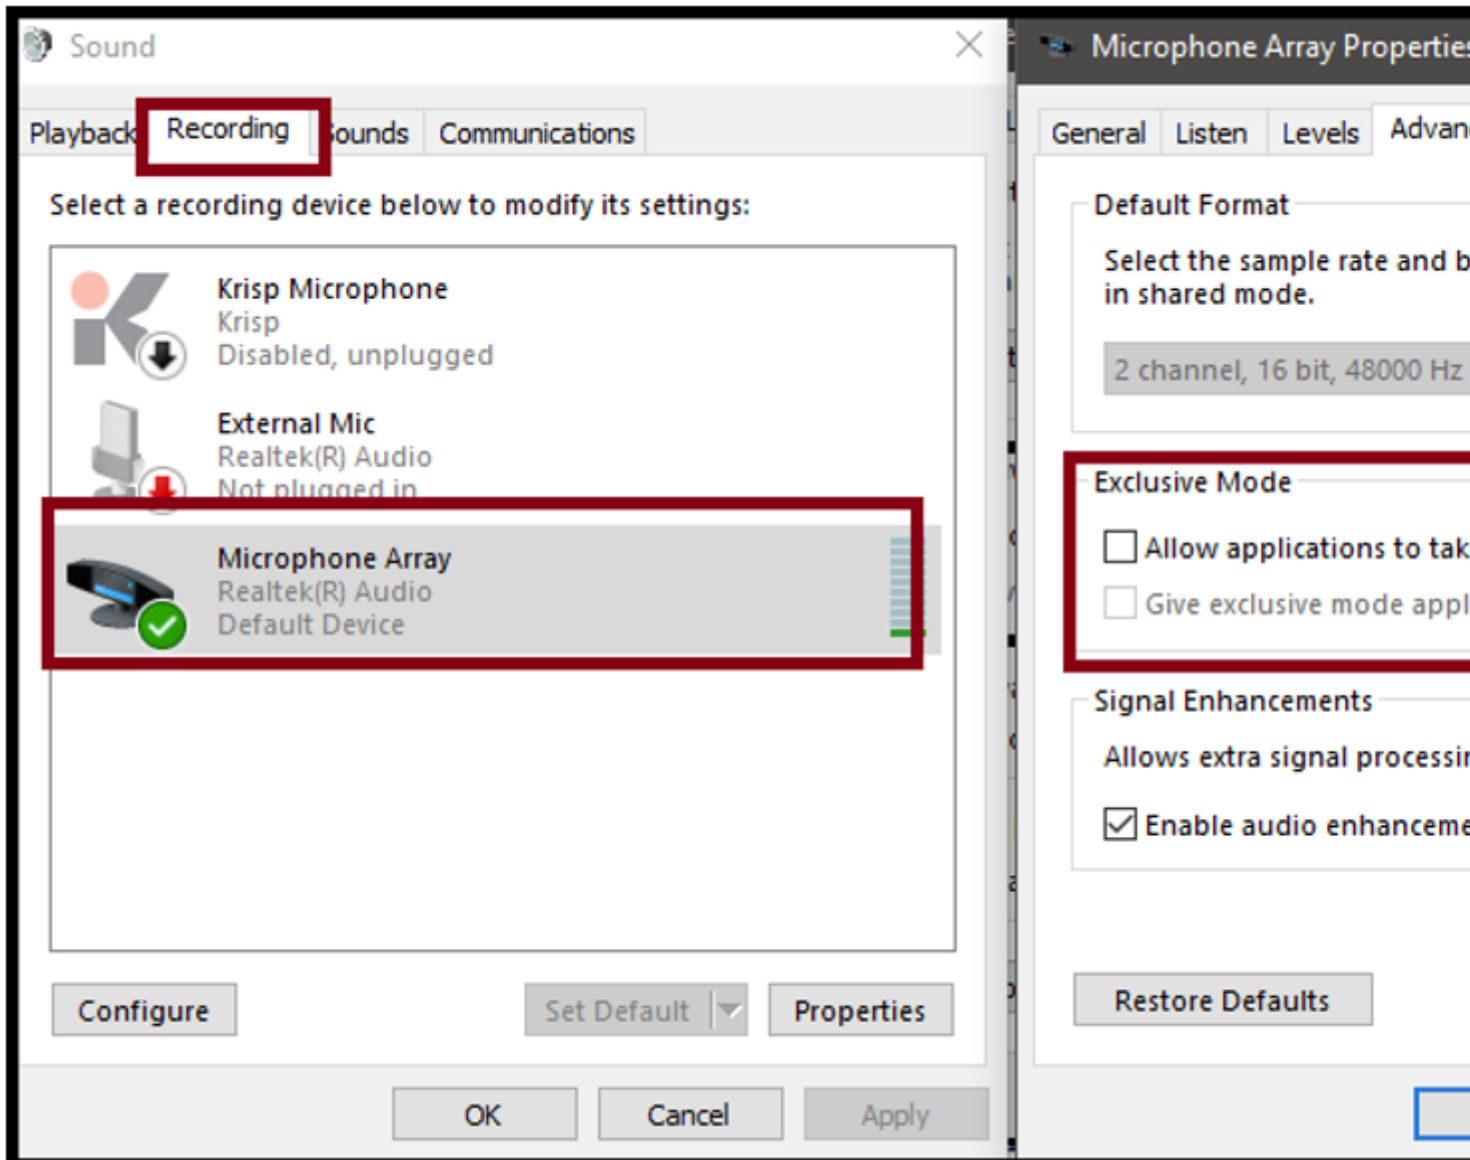 Sound
Playback Recording Sounds Communications
Select a recording device below to modify its settings:
Krisp Microphone
Krisp
Disabled, unplugged
External Mic
Realtek(R) Audio
Not plugged in
Microphone Array
Realtek(R) Audio
Default Device
Configure Set Default Properties
OK Cancel Apply
Microphone Array Properties
General Listen Levels Advan
Default Format
Select the sample rate and b
in shared mode.
2 channel, 16 bit, 48000 Hz
Exclusive Mode
Allow applications to tak
Give exclusive mode appl
Signal Enhancements
Allows extra signal processin
Enable audio enhanceme
Restore Defaults